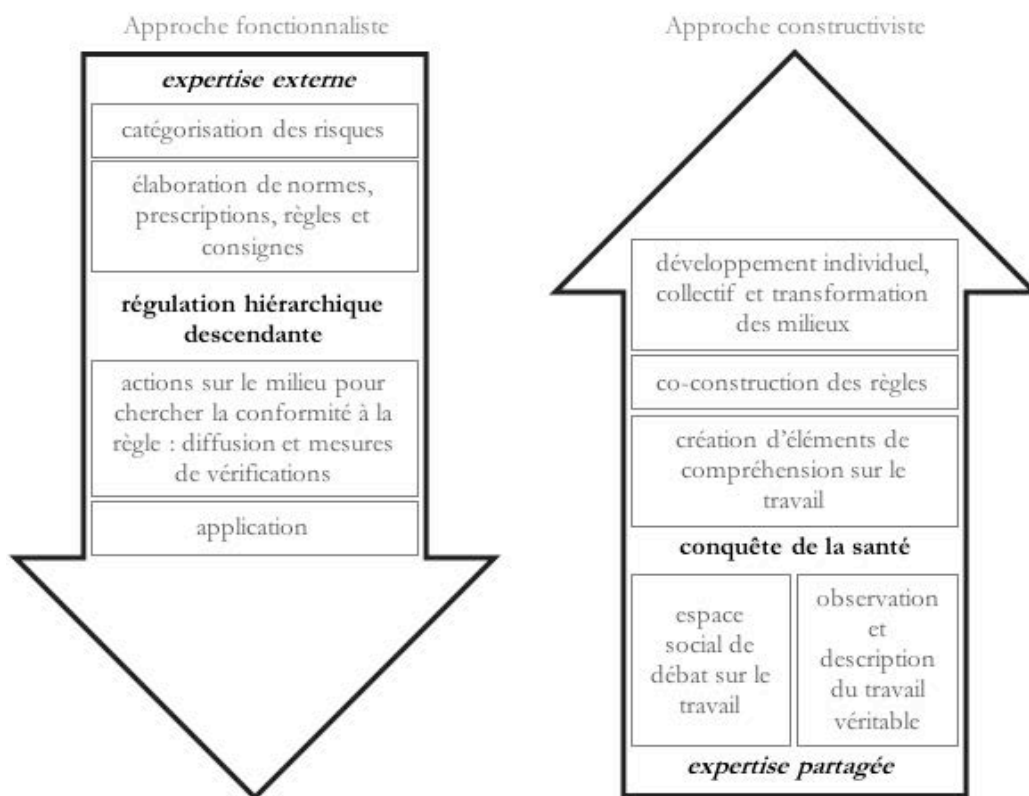 Approche fonctionnaliste
expertise externe
catégorisation des risques
élaboration de normes,
prescriptions, règles et
consignes
régulation hiérarchique
descendante
actions sur le milieu pour
chercher la conformité à la
règle : diffusion et mesures
de vérifications
application
Approche constructiviste
développement individuel,
collectif et transformation
des milieux
co-construction des règles
création d'éléments de
compréhension sur le
travail
conquête de la santé
espace
social de
débat sur le
travail
observation
et
description
du travail
véritable
expertise partagée